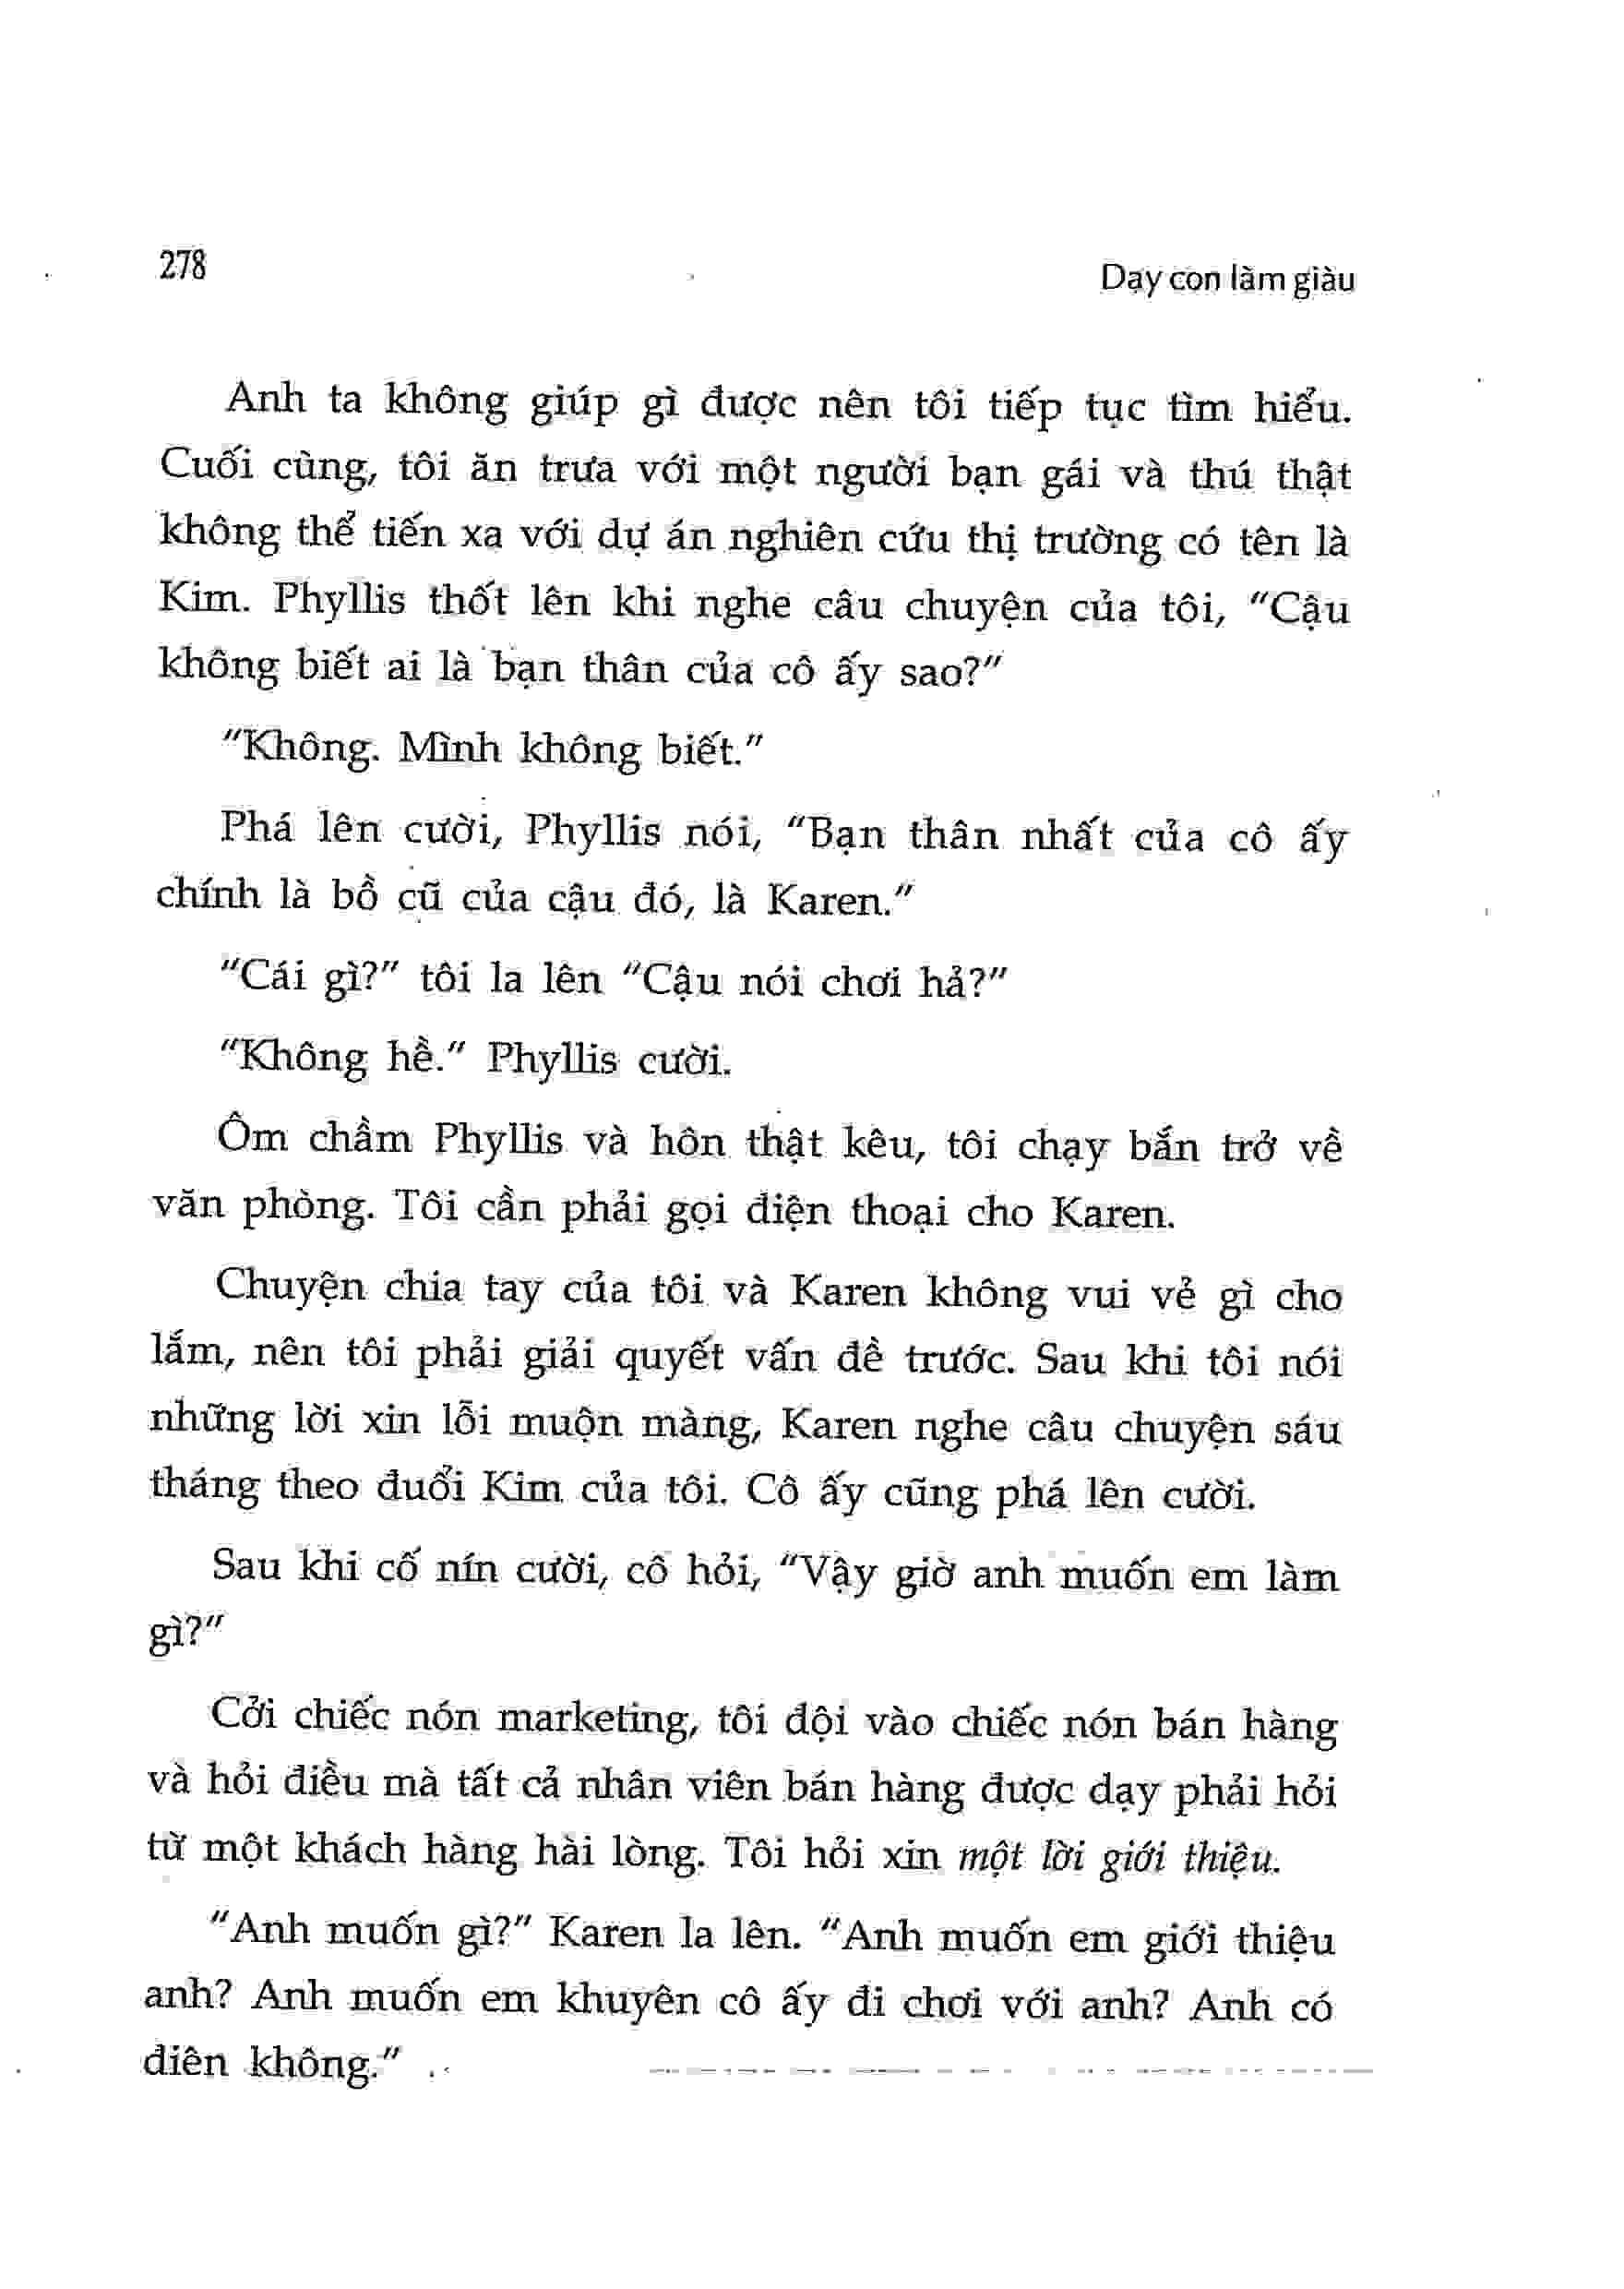 278
Dạy con làm giàu
Anh ta không giúp gì được nên tôi tiếp tục tìm hiểu.
Cuối cùng, tôi ăn trưa với một người bạn gái và thú thật
không thể tiến xa với dự án nghiên cứu thị trường có tên là
Kim. Phyllis thốt lên khi nghe câu chuyện của tôi, “Cậu
không biết ai là bạn thân của cô ấy sao?”
“Không. Mình không biết.”
Phá lên cười, Phyllis nói, “Bạn thân nhất của cô ấy
chính là bồ cũ của cậu đó, là Karen.”
“Cái gì?” tôi la lên “Cậu nói chơi hả?”
“Không hề.” Phyllis cười.
Ôm chầm Phyllis và hôn thật kêu, tôi chạy bắn trở về
văn phòng. Tôi cần phải gọi điện thoại cho Karen.
Chuyện chia tay của tôi và Karen không vui vẻ gì cho
lắm, nên tôi phải giải quyết vấn đề trước. Sau khi tôi nói
những lời xin lỗi muộn màng, Karen nghe câu chuyện sáu
tháng theo đuổi Kim của tôi. Cô ấy cũng phá lên cười.
Sau khi cố nín cười, cô hỏi, “Vậy giờ anh muốn em làm
gì?”
Cởi chiếc nón marketing, tôi đội vào chiếc nón bán hàng
và hỏi điều mà tất cả nhân viên bán hàng được dạy phải hỏi
từ một khách hàng hài lòng. Tôi hỏi xin một lời giới thiệu.
“Anh muốn gì?” Karen la lên. “Anh muốn em giới thiệu
anh? Anh muốn em khuyên cô ấy đi chơi với anh? Anh có
điên không.”